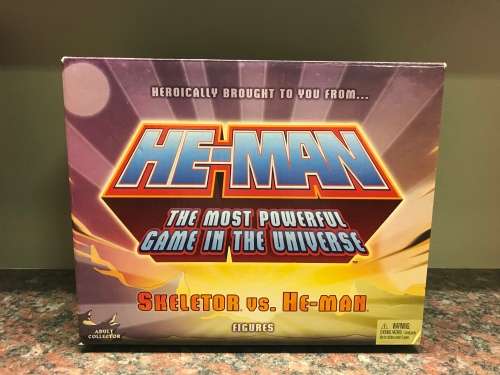 HEROICALLY BROUGHT TO YOU FROM...
HE-MAN
THE MOST POWERFUL
GAME IN THE UNIVERSE
™
SKELETOR VS. HE-MAN
FIGURES
ADULT
COLLECTOR
WARNING: